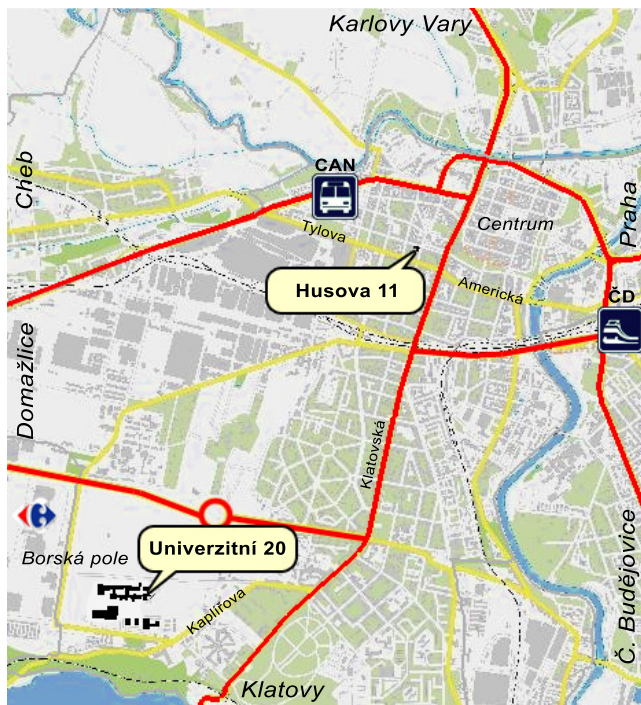 Karlovy Vary
CAN
Cheb
Praha
Centrum
Tylova
Husova 11
Americká
ČD
Domažlice
Klatovská
Univerzitní 20
Borská pole
Kaplířova
Č. Budějovice
Klatovy